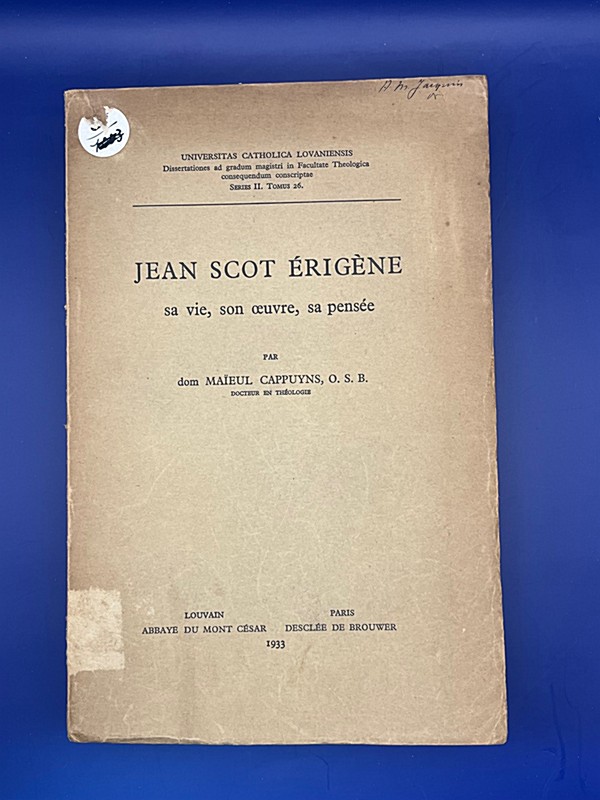 A M Jacquin
UNIVERSITAS CATHOLICA LOVANIENSIS
Dissertationes ad gradum magistri in Facultate Theologica
consequendum conscriptae
SERIES II. TOMUS 26.
JEAN SCOT ÉRIGÈNE
sa vie, son œuvre, sa pensée
PAR
dom MAÏEUL CAPPUYNS, O. S. B.
DOCTEUR EN THÉOLOGIE
LOUVAIN
ABBAYE DU MONT CÉSAR
PARIS
DESCLÉE DE BROUWER
1933